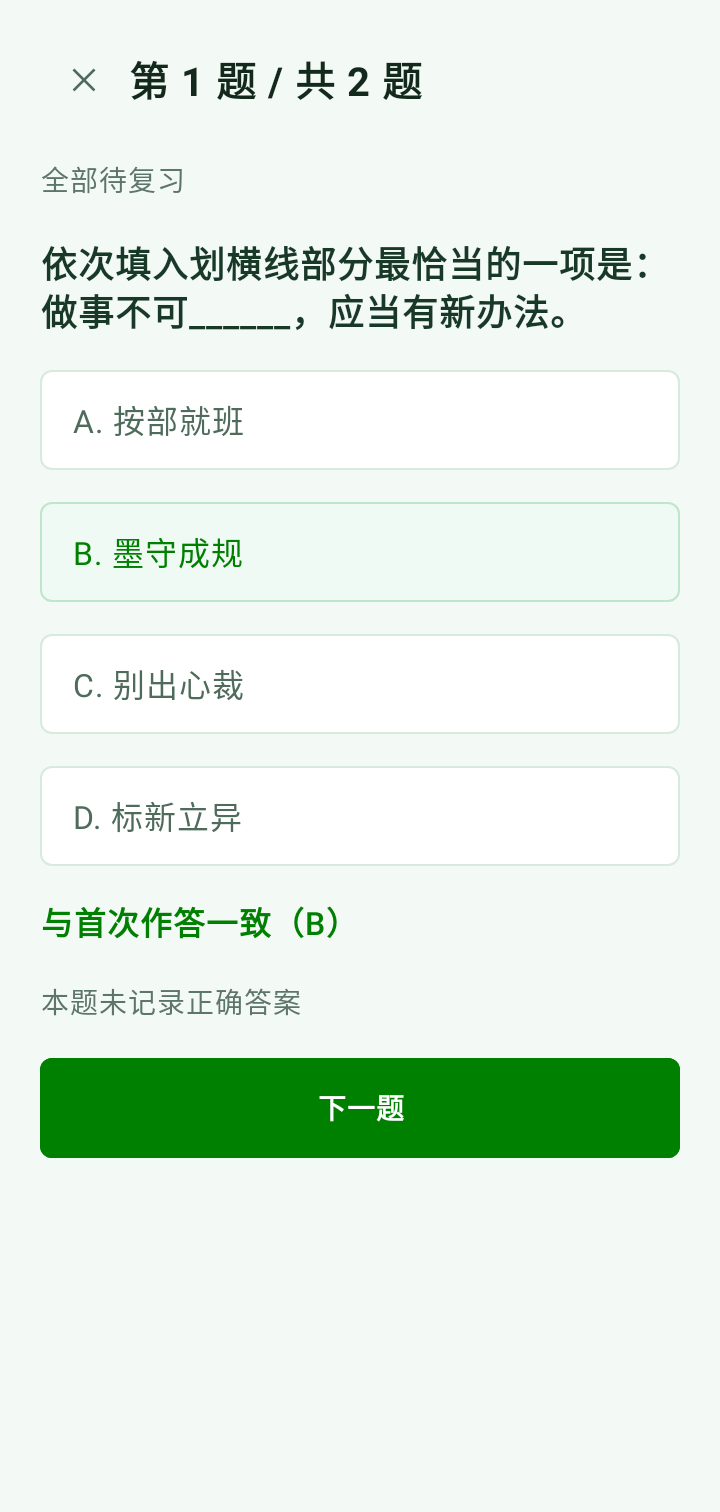 第 1 题 / 共 2 题
全部待复习
依次填入划横线部分最恰当的一项是：
做事不可______，应当有新办法。
A. 按部就班
B. 墨守成规
C. 别出心裁
D. 标新立异
与首次作答一致（B）
本题未记录正确答案
下一题